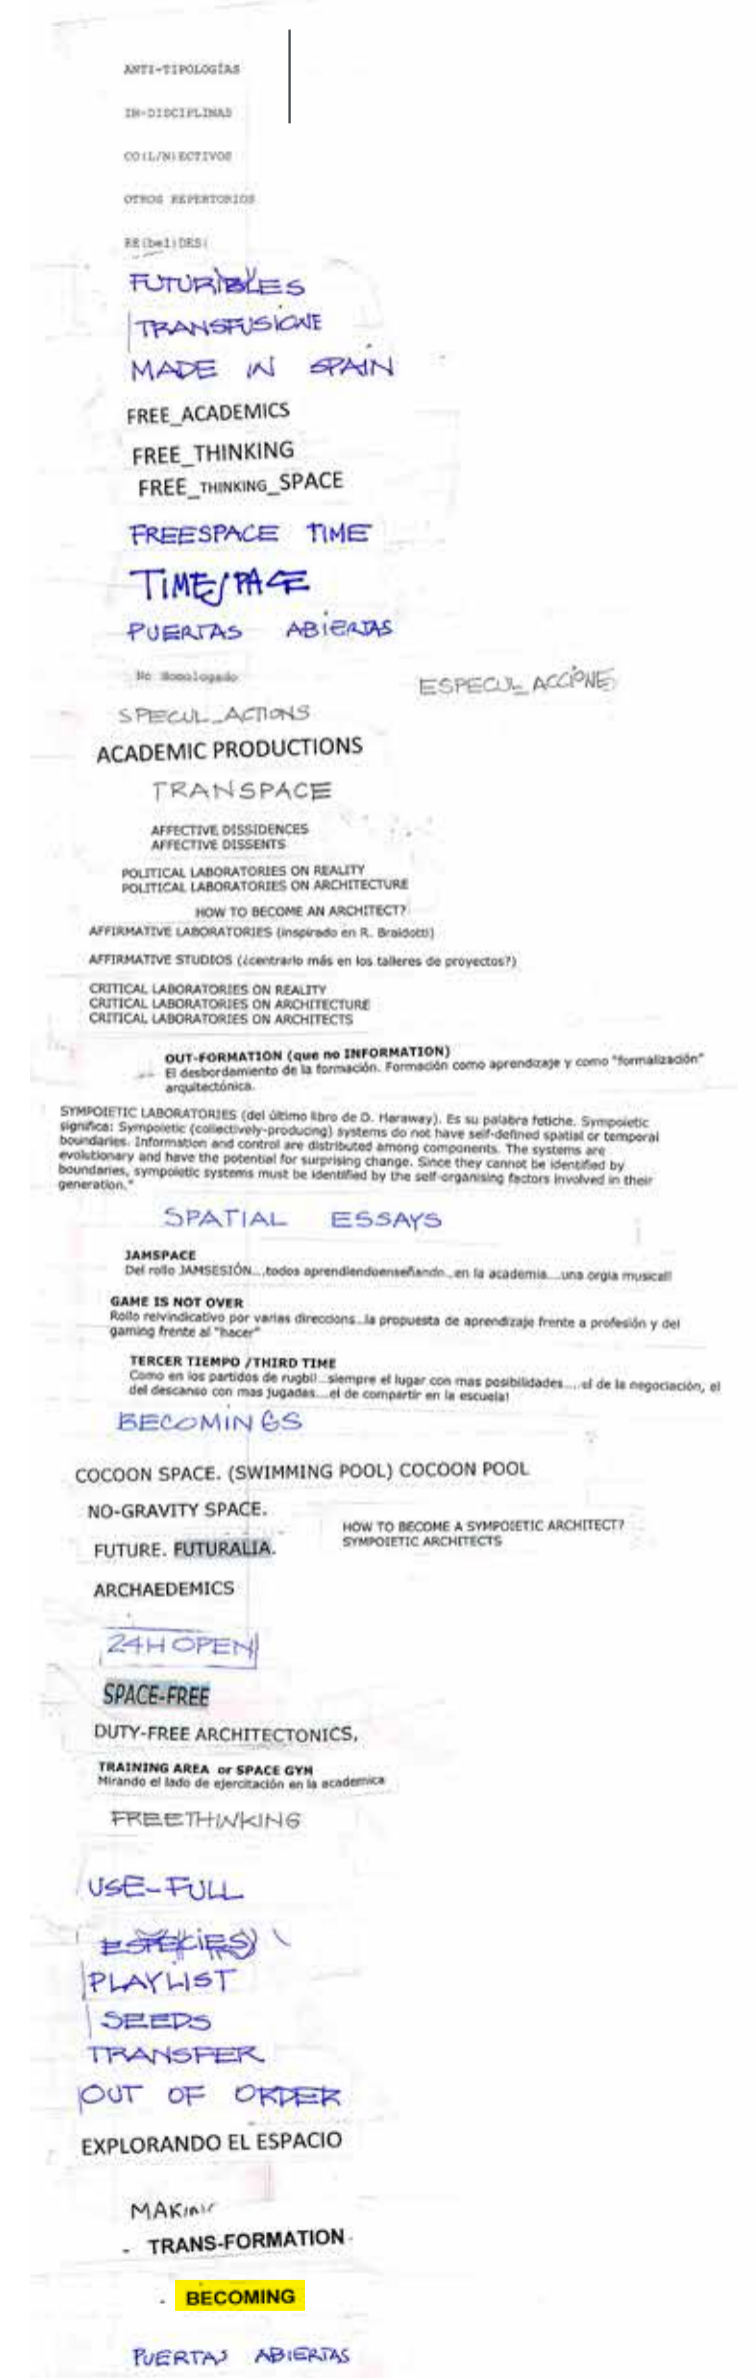 ANTI-TIPOLOGÍAS
IN-DISCIPLINAS
CO(L/N)ECTIVOS
OTROS REPERTORIOS
RE(bel)DES(
FUTURIBLES
TRANSFUSIONE
MADE IN SPAIN
FREE_ACADEMICS
FREE_THINKING
FREE_THINKING_SPACE
FREESPACE TIME
TIME/PACE
PUERTAS ABIERTAS
No Homologado
ESPECUL_ACCIONE
SPECUL_ACTIONS
ACADEMIC PRODUCTIONS
TRANSPACE
AFFECTIVE DISSIDENCES
AFFECTIVE DISSENTS
POLITICAL LABORATORIES ON REALITY
POLITICAL LABORATORIES ON ARCHITECTURE
HOW TO BECOME AN ARCHITECT?
AFFIRMATIVE LABORATORIES (inspirado en R. Braidotti)
AFFIRMATIVE STUDIOS (¿centrarlo más en los talleres de proyectos?)
CRITICAL LABORATORIES ON REALITY
CRITICAL LABORATORIES ON ARCHITECTURE
CRITICAL LABORATORIES ON ARCHITECTS
OUT-FORMATION (que no INFORMATION)
El desbordamiento de la formación. Formación como aprendizaje y como "formalización"
arquitectónica.
SYMPOIETIC LABORATORIES (del último libro de D. Haraway). Es su palabra fetiche. Sympoietic
significa: Sympoietic (collectively-producing) systems do not have self-defined spatial or temporal
boundaries. Information and control are distributed among components. The systems are
evolutionary and have the potential for surprising change. Since they cannot be identified by
boundaries, sympoietic systems must be identified by the self-organising factors involved in their
generation."
SPATIAL ESSAYS
JAMSPACE
Del rollo JAMSESIÓN....todos aprendiendoenseñando...en la academia....una orgia musical!
GAME IS NOT OVER
Rollo reivindicativo por varias direccions..la propuesta de aprendizaje frente a profesión y del
gaming frente al "hacer"
TERCER TIEMPO /THIRD TIME
Como en los partidos de rugbi!..siempre el lugar con mas posibilidades.....el de la negociación, el
del descanso con mas jugadas....el de compartir en la escuela!
BECOMINGS
COCOON SPACE. (SWIMMING POOL) COCOON POOL
NO-GRAVITY SPACE.
HOW TO BECOME A SYMPOIETIC ARCHITECT?
SYMPOIETIC ARCHITECTS
FUTURE. FUTURALIA.
ARCHAEDEMICS
24H OPEN
SPACE-FREE
DUTY-FREE ARCHITECTONICS,
TRAINING AREA or SPACE GYM
Mirando el lado de ejercitación en la academica
FREETHINKING
USE-FULL
ESPECIES)
PLAYLIST
SEEDS
TRANSFER
OUT OF ORDER
EXPLORANDO EL ESPACIO
- TRANS-FORMATION
. BECOMING
PUERTAS ABIERTAS